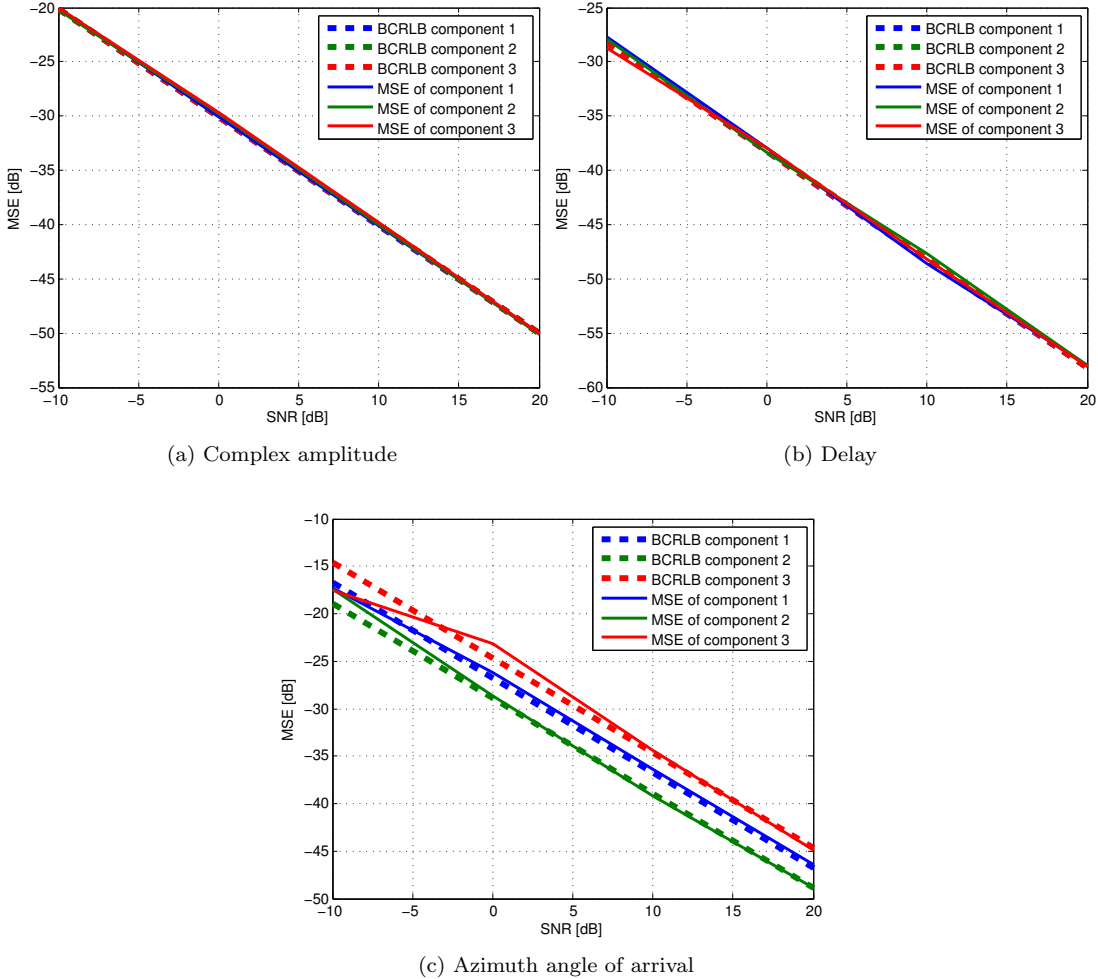 −20
−25
−30
−35
−40
−45
−50
−55
MSE [dB]
−10 −5 0 5 10 15 20
SNR [dB]
BCRLB component 1
BCRLB component 2
BCRLB component 3
MSE of component 1
MSE of component 2
MSE of component 3
(a) Complex amplitude
−25
−30
−35
−40
−45
−50
−55
−60
MSE [dB]
−10 −5 0 5 10 15 20
SNR [dB]
BCRLB component 1
BCRLB component 2
BCRLB component 3
MSE of component 1
MSE of component 2
MSE of component 3
(b) Delay
−10
−15
−20
−25
−30
−35
−40
−45
−50
MSE [dB]
−10 −5 0 5 10 15 20
SNR [dB]
BCRLB component 1
BCRLB component 2
BCRLB component 3
MSE of component 1
MSE of component 2
MSE of component 3
(c) Azimuth angle of arrival